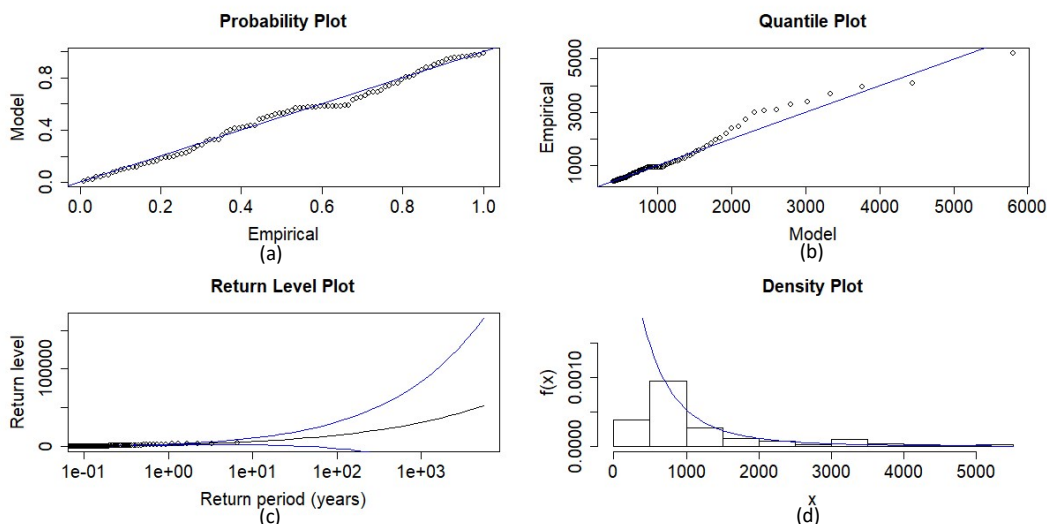 Probability Plot
Model
0.0 0.4 0.8
0.0 0.2 0.4 0.6 0.8 1.0
Empirical
(a)
Quantile Plot
Empirical
1000 3000 5000
1000 2000 3000 4000 5000 6000
Model
(b)
Return Level Plot
Return level
0 100000
1e-01 1e+00 1e+01 1e+03
Return period (years)
(c)
Density Plot
f(x)
0.0000 0.0010
0 1000 2000 3000 4000 5000
x
(d)